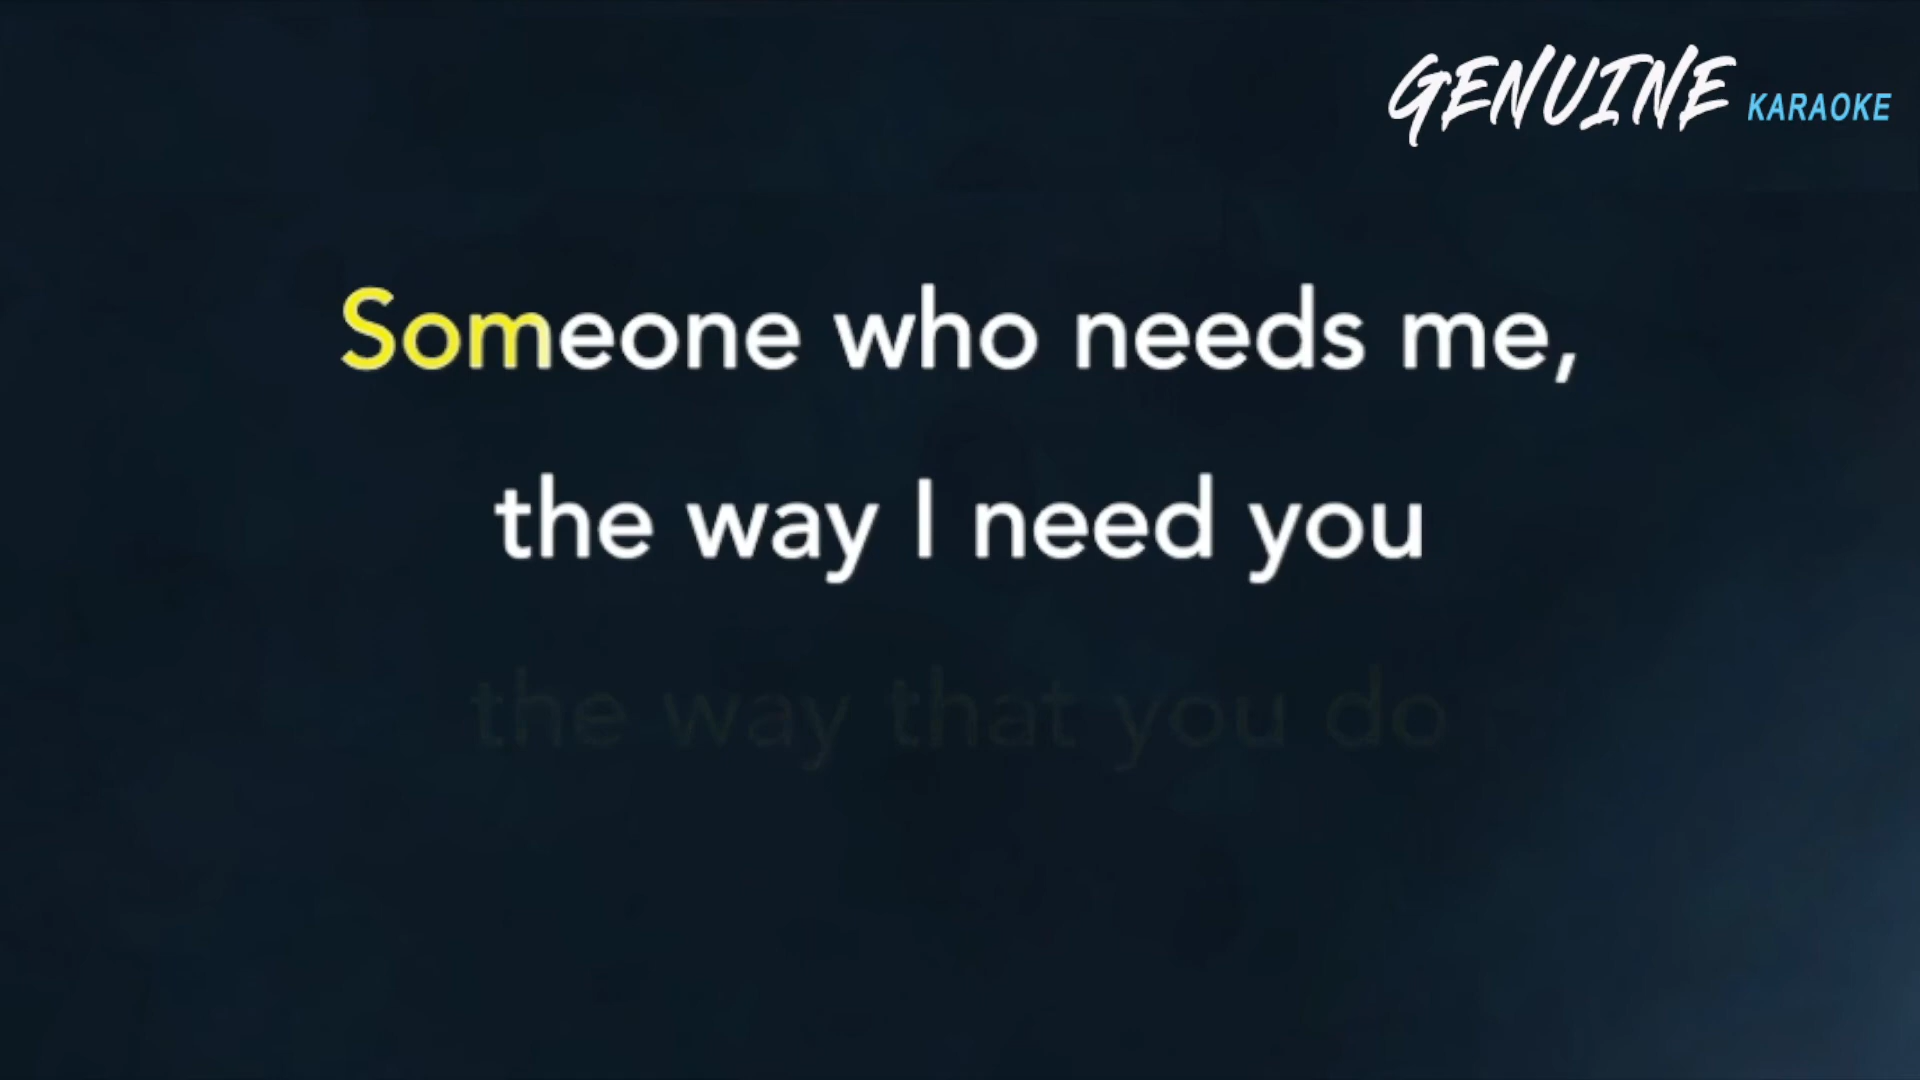 GENUINE KARAOKE
Someone who needs me,
the way I need you
the way that you do